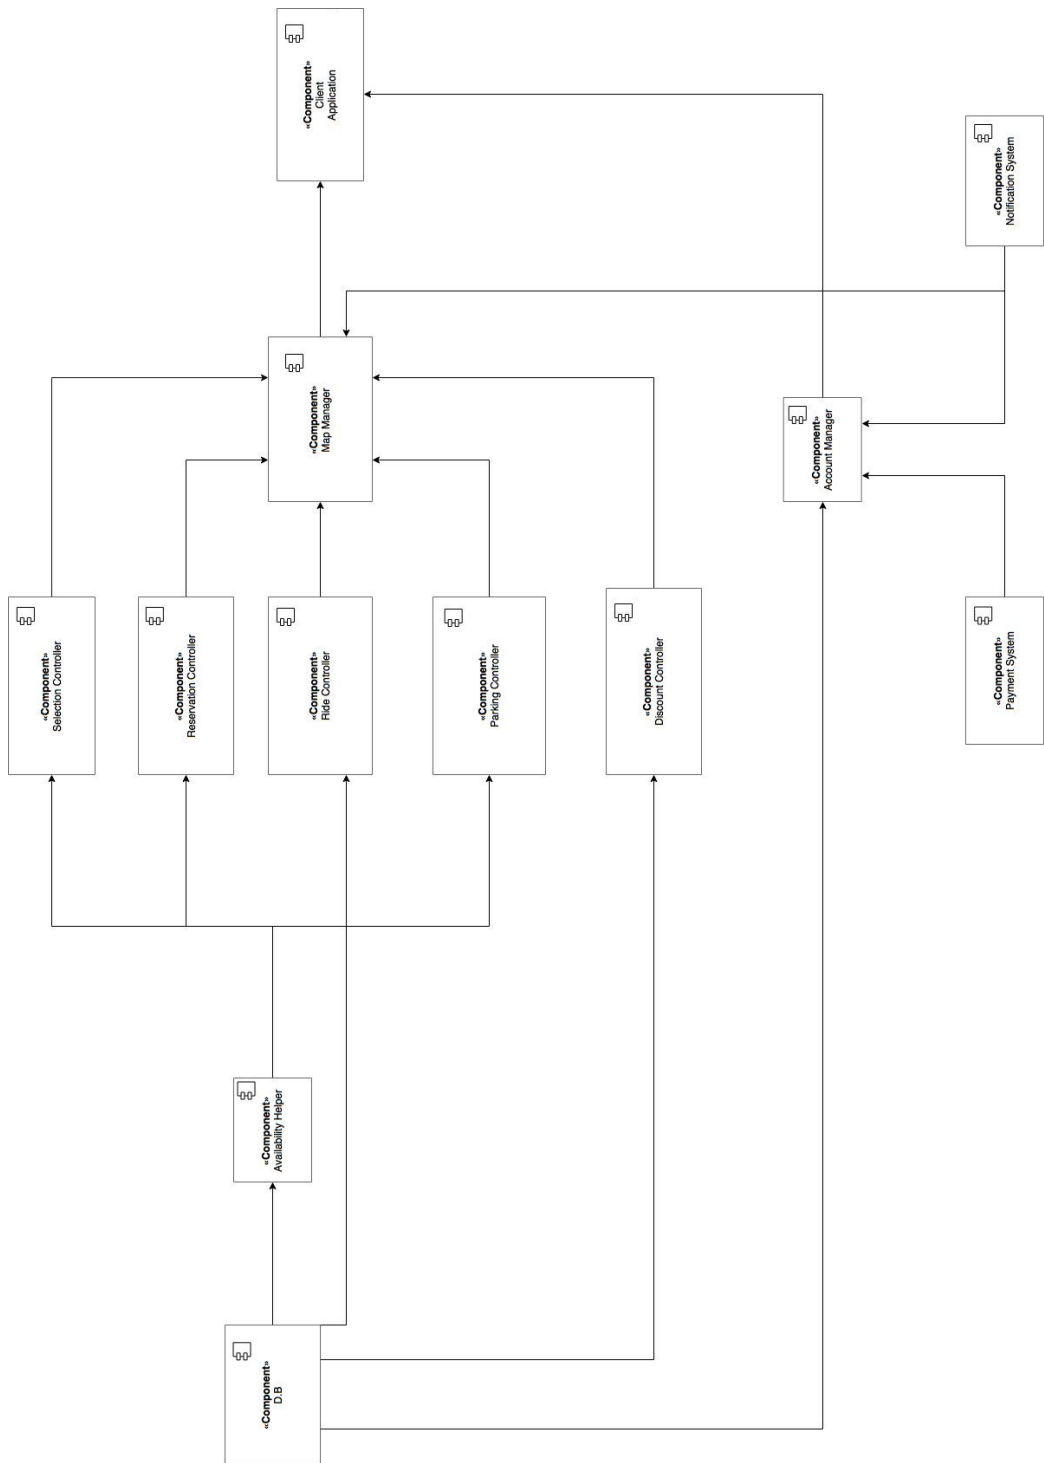 «Component»
Client
Application
«Component»
Notification System
«Component»
Map Manager
«Component»
Account Manager
«Component»
Selection Controller
«Component»
Reservation Controller
«Component»
Ride Controller
«Component»
Parking Controller
«Component»
Discount Controller
«Component»
Payment System
«Component»
Availability Helper
«Component»
D.B